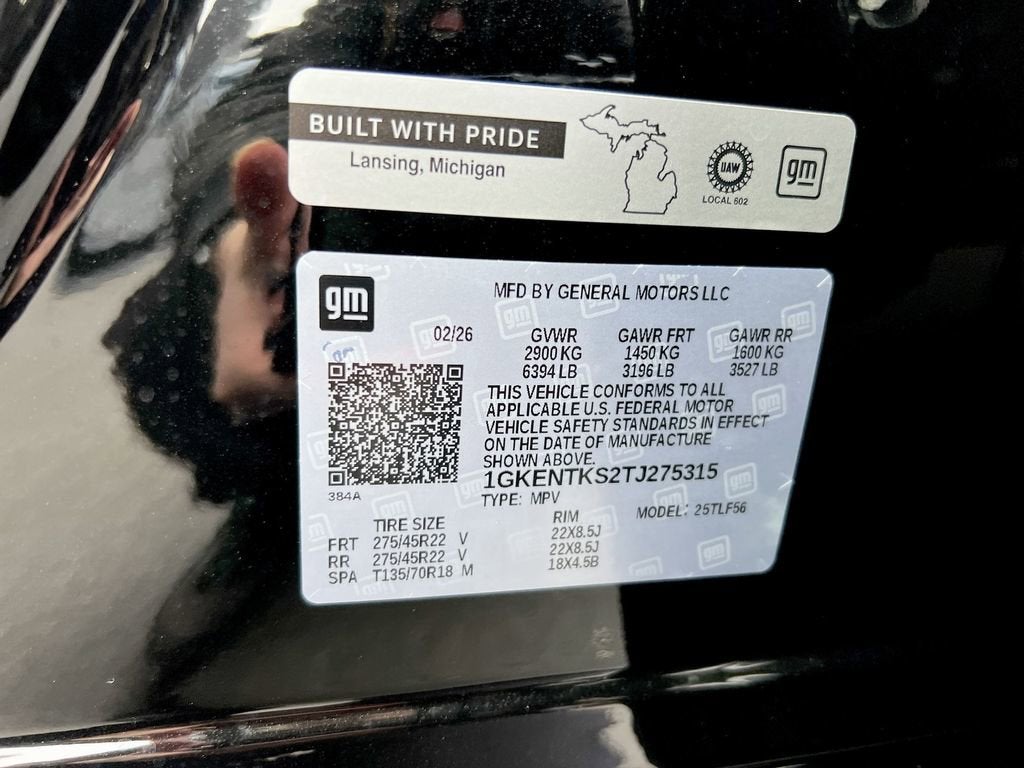 BUILT WITH PRIDE
Lansing, Michigan
UAW
LOCAL 602
gm
gm
MFD BY GENERAL MOTORS LLC
02/26 GVWR GAWR FRT GAWR RR
2900 KG 1450 KG 1600 KG
6394 LB 3196 LB 3527 LB
THIS VEHICLE CONFORMS TO ALL
APPLICABLE U.S. FEDERAL MOTOR
VEHICLE SAFETY STANDARDS IN EFFECT
ON THE DATE OF MANUFACTURE
SHOWN ABOVE.
1GKENTKS2TJ275315
384A
TYPE: MPV MODEL: 25TLF56
TIRE SIZE RIM
FRT 275/45R22 V 22X8.5J
RR 275/45R22 V 22X8.5J
SPA T135/70R18 M 18X4.5B